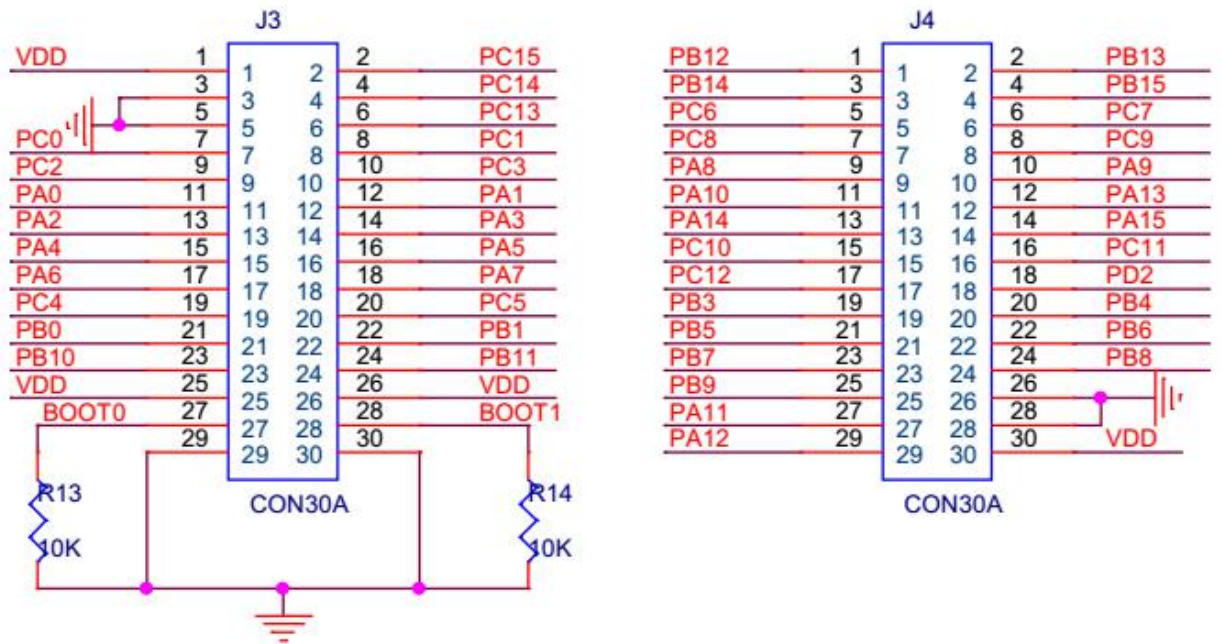 J3 J4
VDD 1 1 2 2 PC15 PB12 1 1 2 2 PB13
3 3 4 4 PC14 PB14 3 3 4 4 PB15
5 5 6 6 PC13 PC6 5 5 6 6 PC7
PC0 7 7 8 8 PC1 PC8 7 7 8 8 PC9
PC2 9 9 10 10 PC3 PA8 9 9 10 10 PA9
PA0 11 11 12 12 PA1 PA10 11 11 12 12 PA13
PA2 13 13 14 14 PA3 PA14 13 13 14 14 PA15
PA4 15 15 16 16 PA5 PC10 15 15 16 16 PC11
PA6 17 17 18 18 PA7 PC12 17 17 18 18 PD2
PC4 19 19 20 20 PC5 PB3 19 19 20 20 PB4
PB0 21 21 22 22 PB1 PB5 21 21 22 22 PB6
PB10 23 23 24 24 PB11 PB7 23 23 24 24 PB8
VDD 25 25 26 26 VDD PB9 25 25 26 26
BOOT0 27 27 28 28 BOOT1 PA11 27 27 28 28
29 29 30 30 PA12 29 29 30 30 VDD
R13 CON30A R14 CON30A
10K 10K